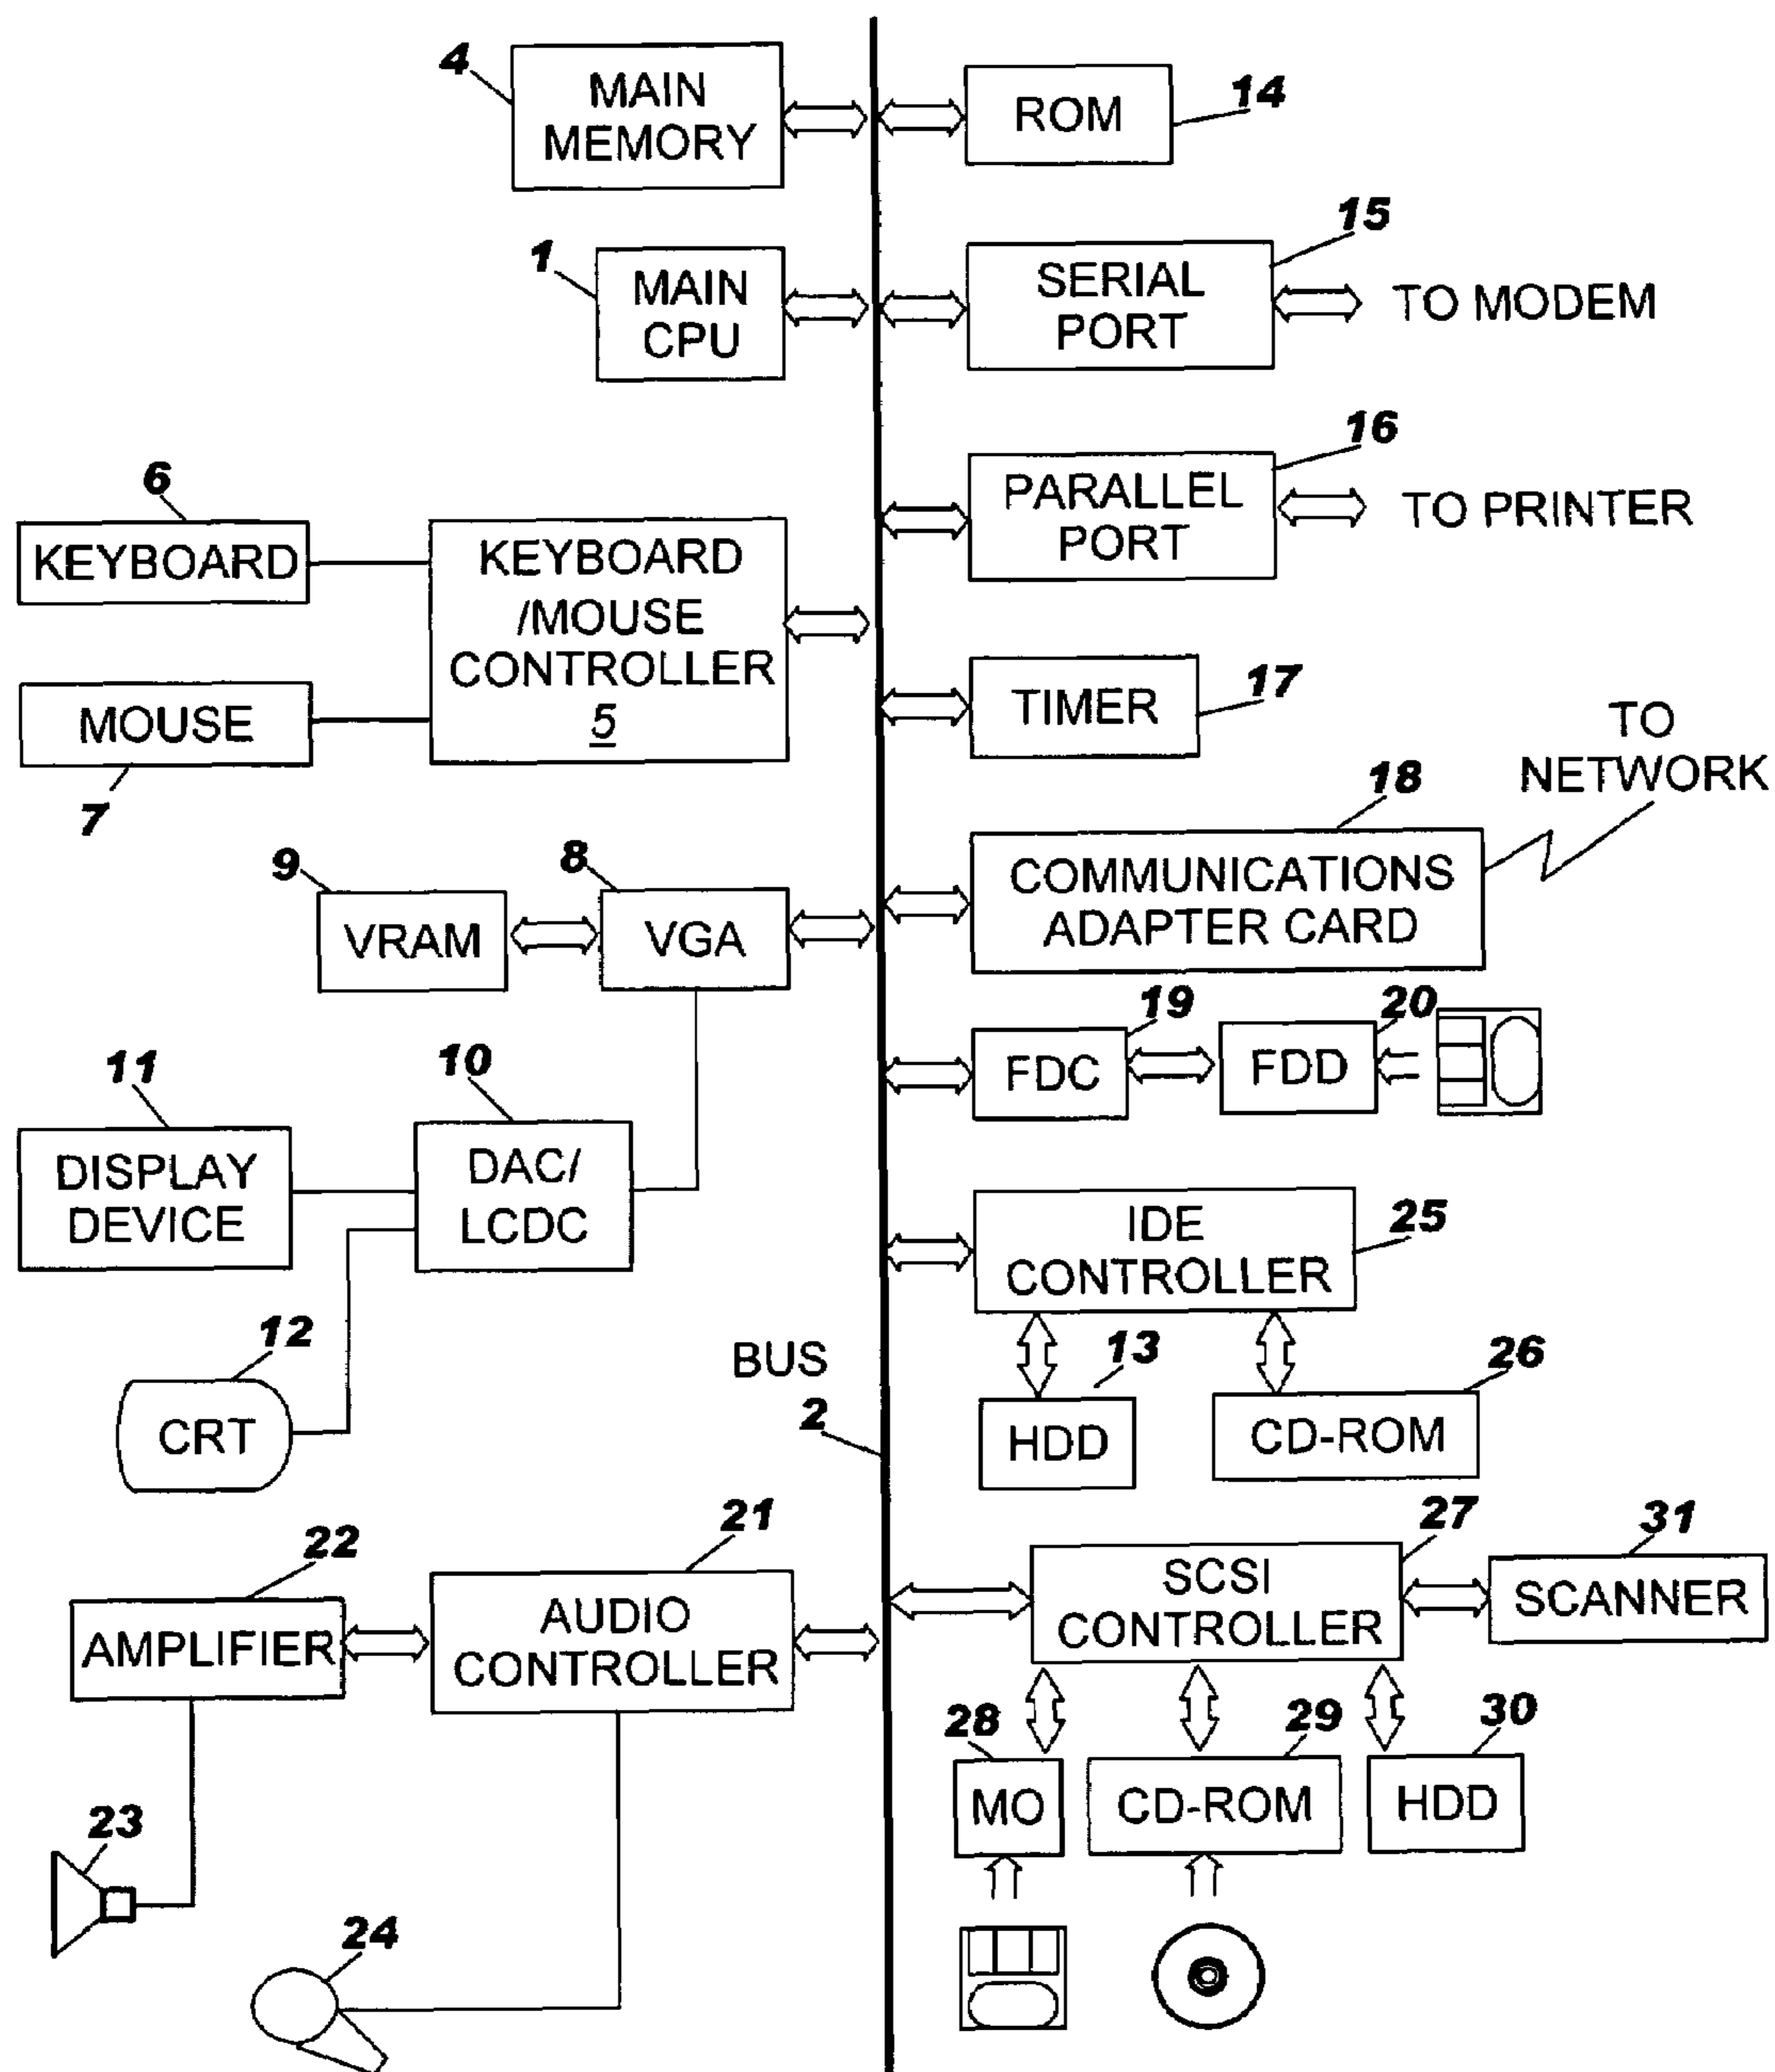 4
MAIN
MEMORY
ROM
14
1
MAIN
CPU
15
SERIAL
PORT
TO MODEM
16
PARALLEL
PORT
TO PRINTER
6
KEYBOARD
KEYBOARD
/MOUSE
CONTROLLER
5
MOUSE
7
TIMER
17
TO
NETWORK
18
COMMUNICATIONS
ADAPTER CARD
9
VRAM
8
VGA
19
FDC
20
FDD
11
DISPLAY
DEVICE
10
DAC/
LCDC
IDE
CONTROLLER
25
12
CRT
BUS
2
13
HDD
26
CD-ROM
22
AMPLIFIER
21
AUDIO
CONTROLLER
27
SCSI
CONTROLLER
31
SCANNER
28
MO
29
CD-ROM
30
HDD
23
24